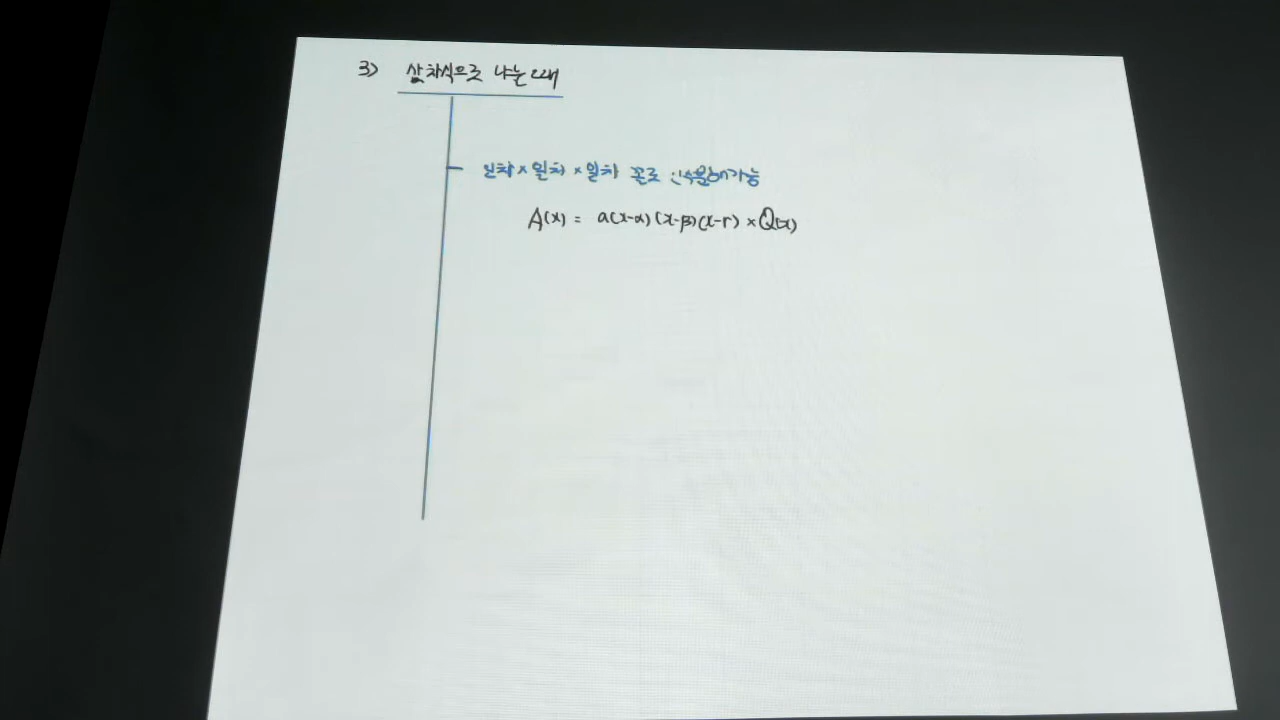 3) 삼차식으로 나눌 때
일차×일차×일차 꼴로 인수분해가능
A(x) = a(x-α)(x-β)(x-r)×Q(x)